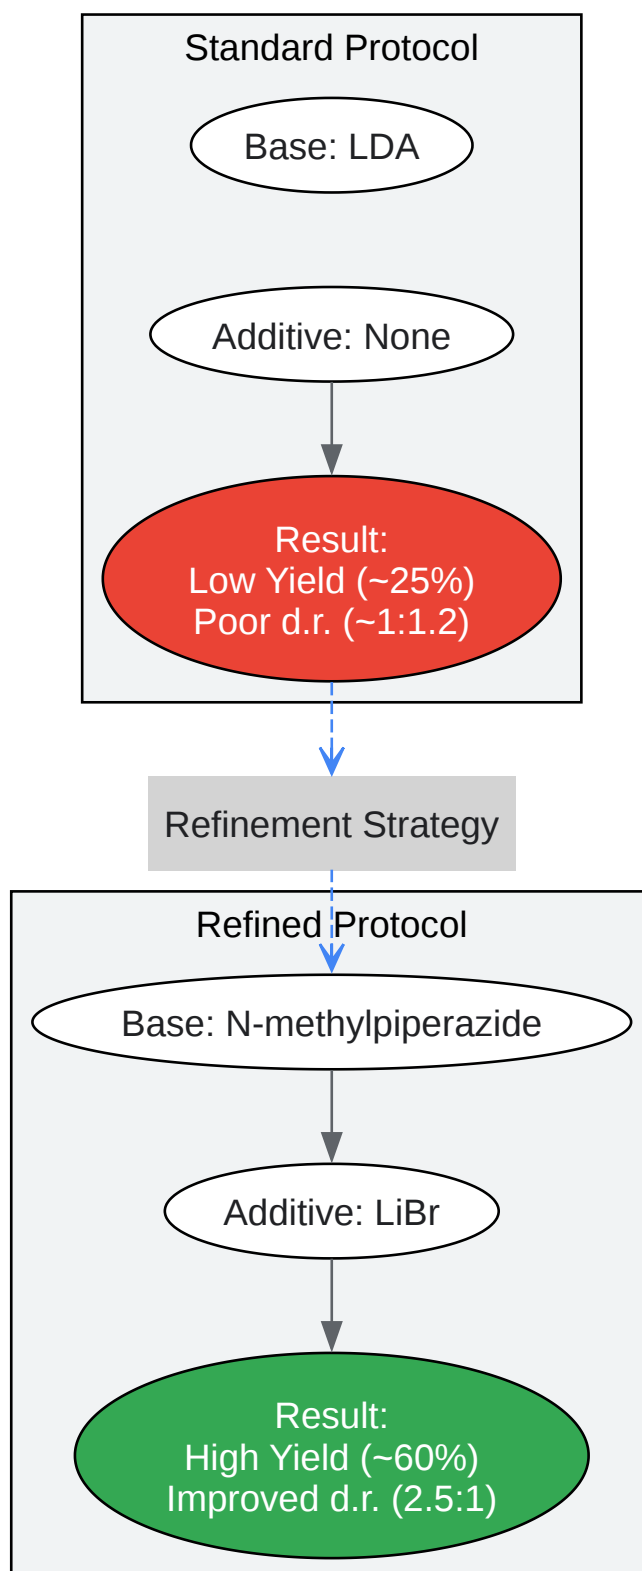 Standard Protocol
Base: LDA
Additive: None
Result:
Low Yield (~25%)
Poor d.r. (~1:1.2)
Refinement Strategy
Refined Protocol
Base: N-methylpiperazide
Additive: LiBr
Result:
High Yield (~60%)
Improved d.r. (2.5:1)